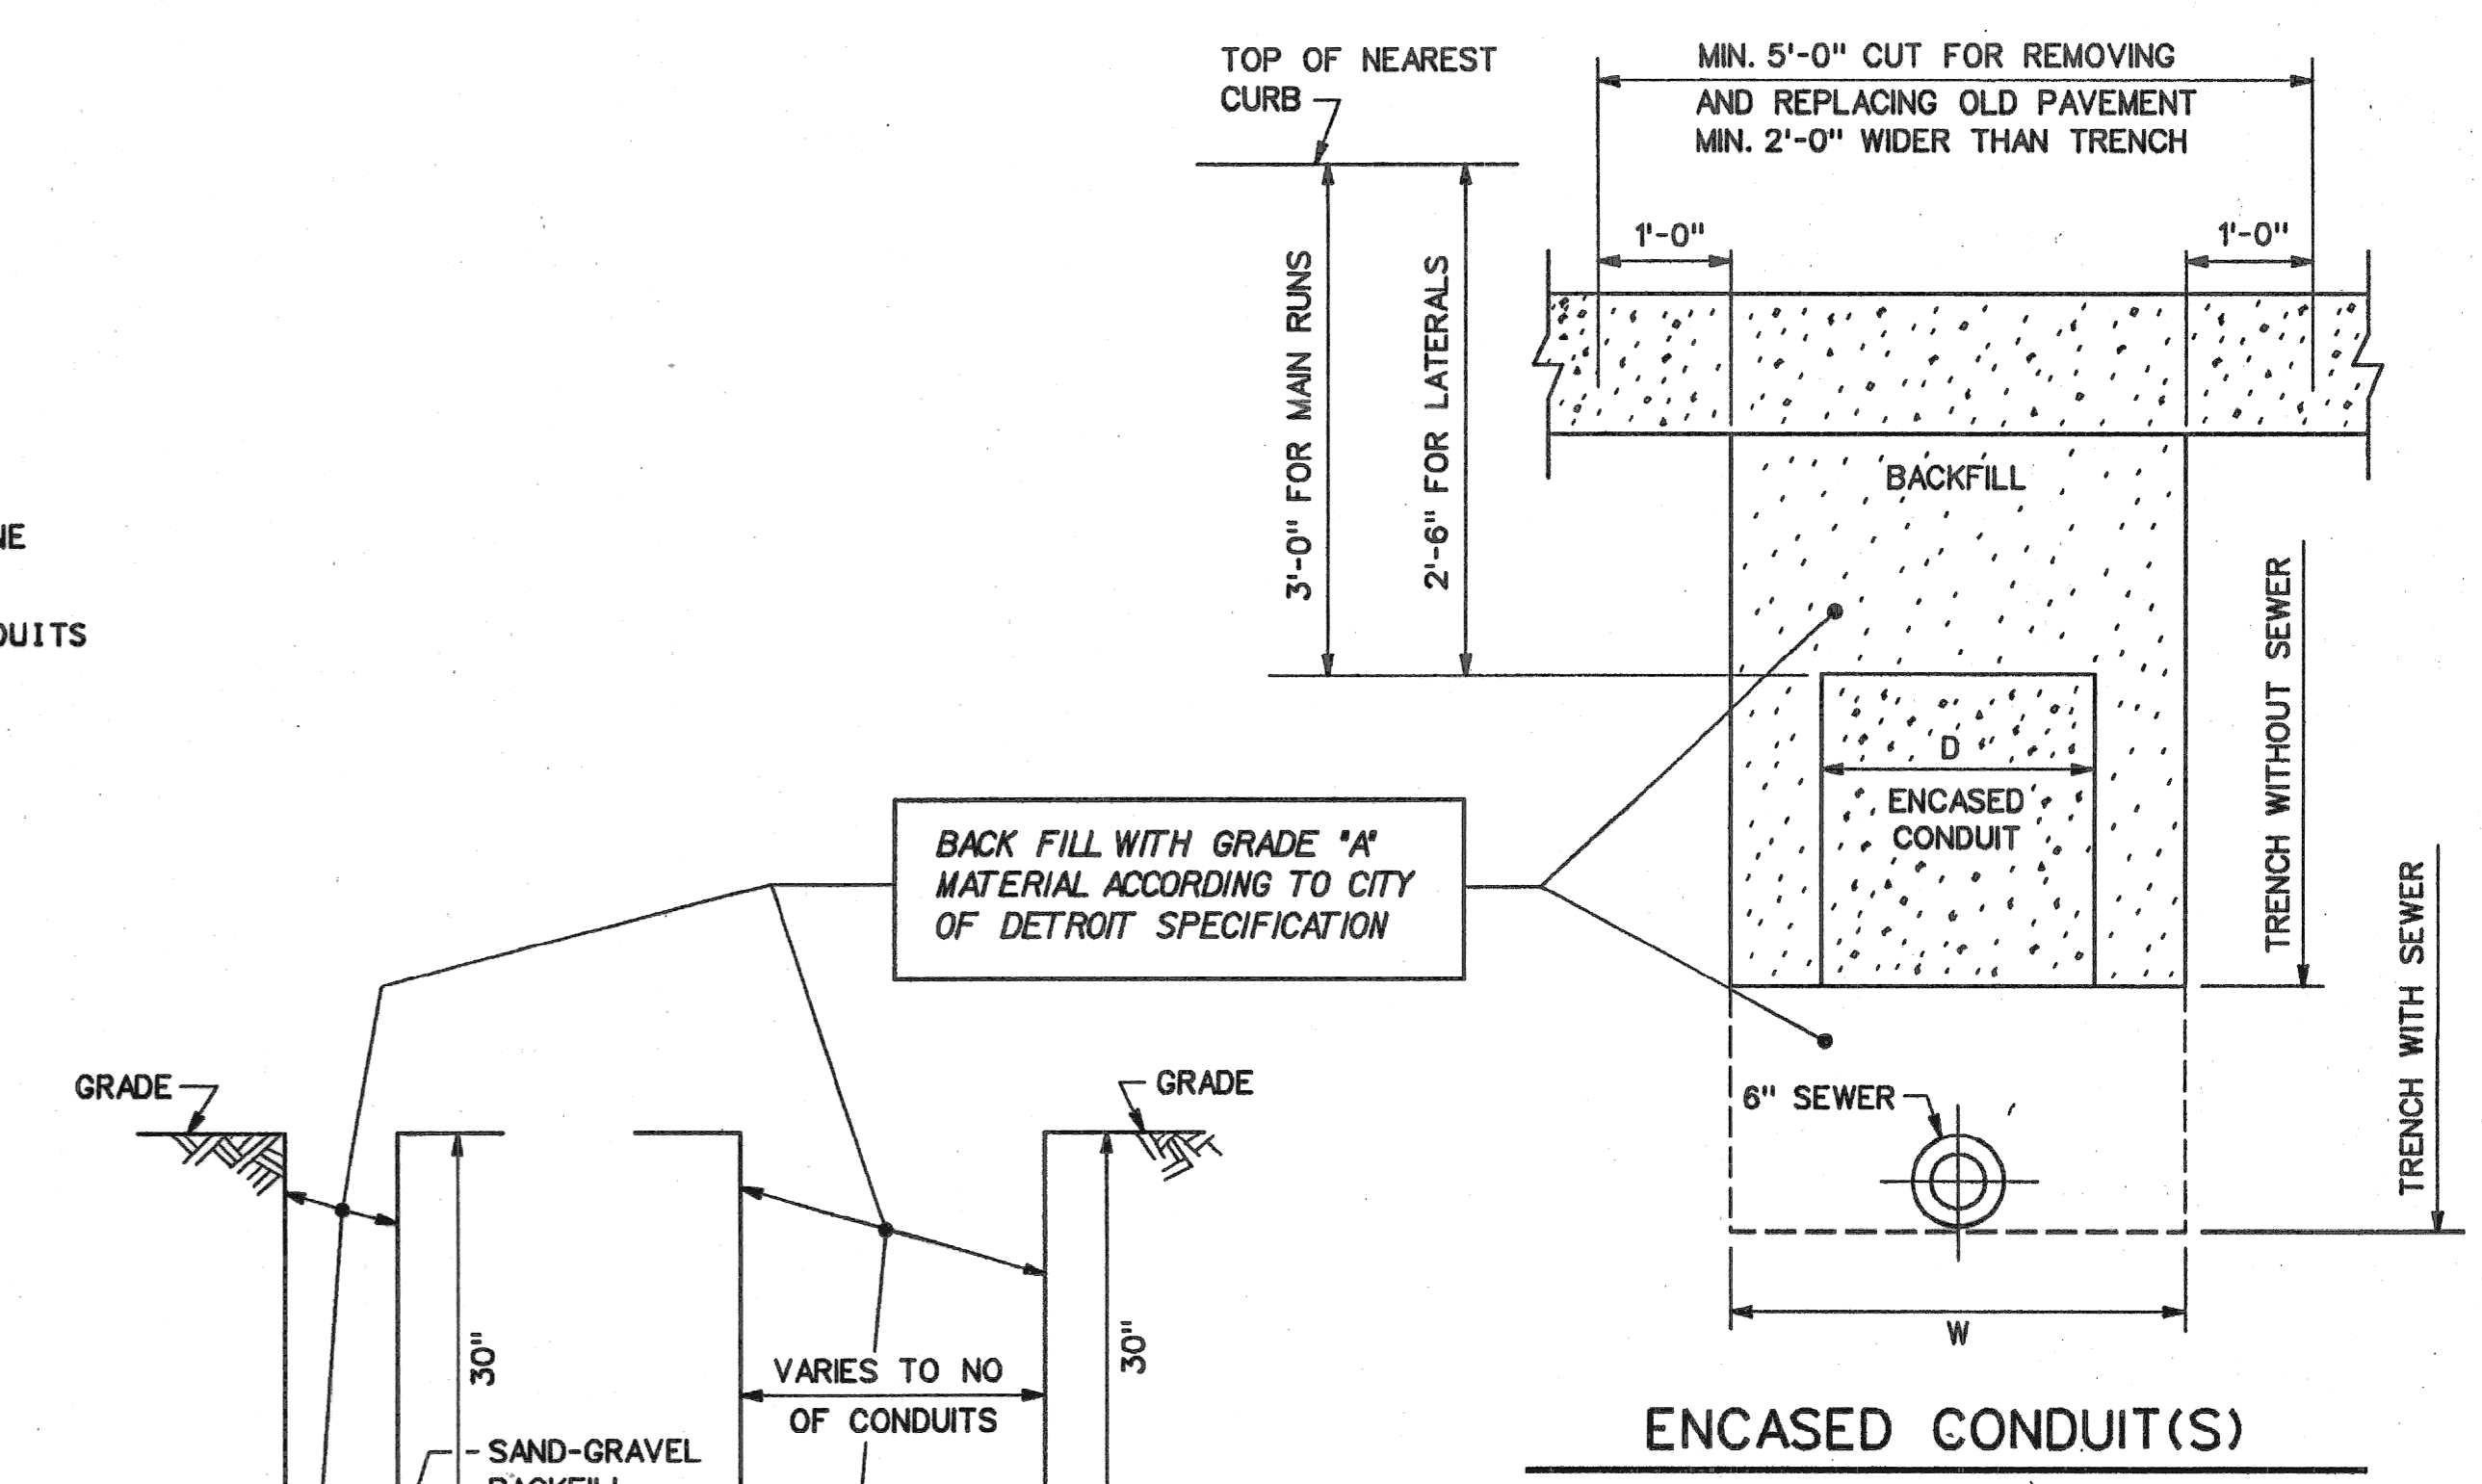 TOP OF NEAREST
CURB
MIN. 5'-0" CUT FOR REMOVING
AND REPLACING OLD PAVEMENT
MIN. 2'-0" WIDER THAN TRENCH
1'-0"
1'-0"
3'-0" FOR MAIN RUNS
2'-6" FOR LATERALS
BACKFILL
NE
DUITS
TRENCH WITHOUT SEWER
D
ENCASED
CONDUIT
BACK FILL WITH GRADE "A"
MATERIAL ACCORDING TO CITY
OF DETROIT SPECIFICATION
TRENCH WITH SEWER
GRADE
GRADE
6" SEWER
30"
30"
VARIES TO NO
OF CONDUITS
W
ENCASED CONDUIT(S)
SAND-GRAVEL
BACKFILL